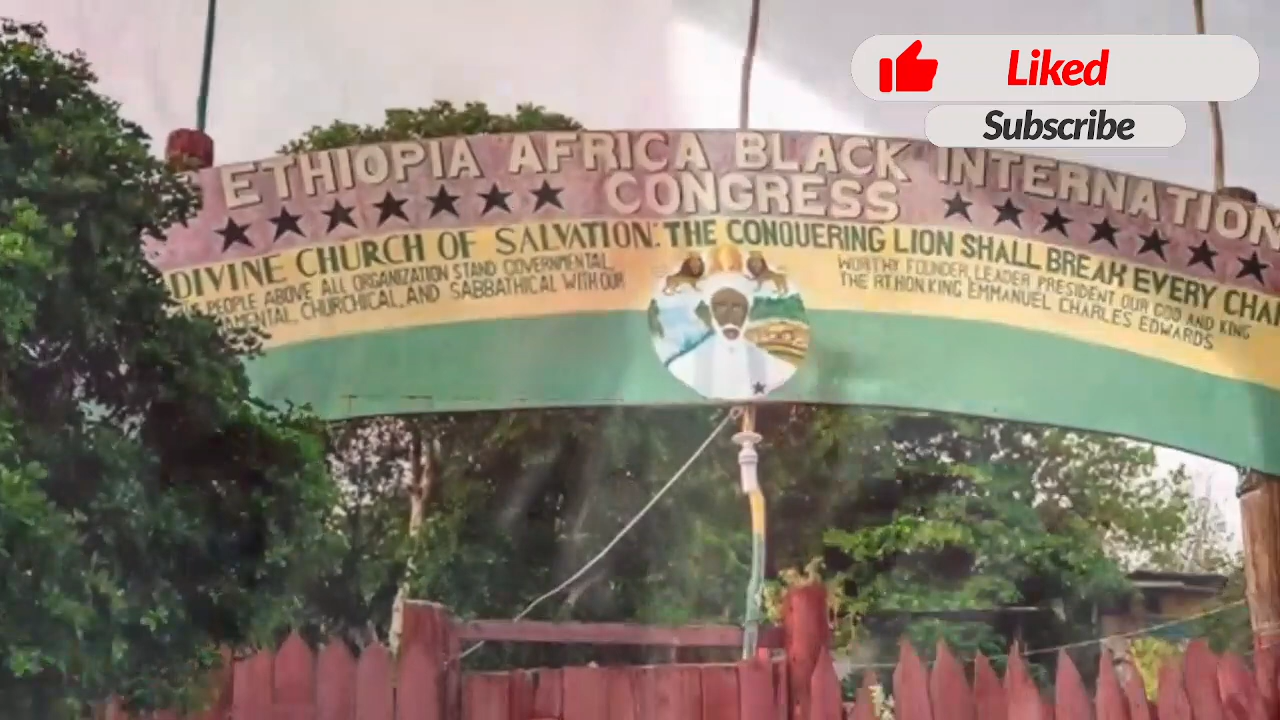 Liked
Subscribe
ETHIOPIA AFRICA BLACK INTERNATION
CONGRESS
DIVINE CHURCH OF SALVATION: THE CONQUERING LION SHALL BREAK EVERY CHAI
PEOPLE ABOVE ALL ORGANIZATION STAND GOVERNMENTAL
AMENTAL, CHURCHICAL, AND SABBATHICAL WITH OUR
WORTHY FOUNDER, LEADER PRESIDENT OUR GOD AND KING
THE RT. HON KING EMMANUEL CHARLES EDWARDS